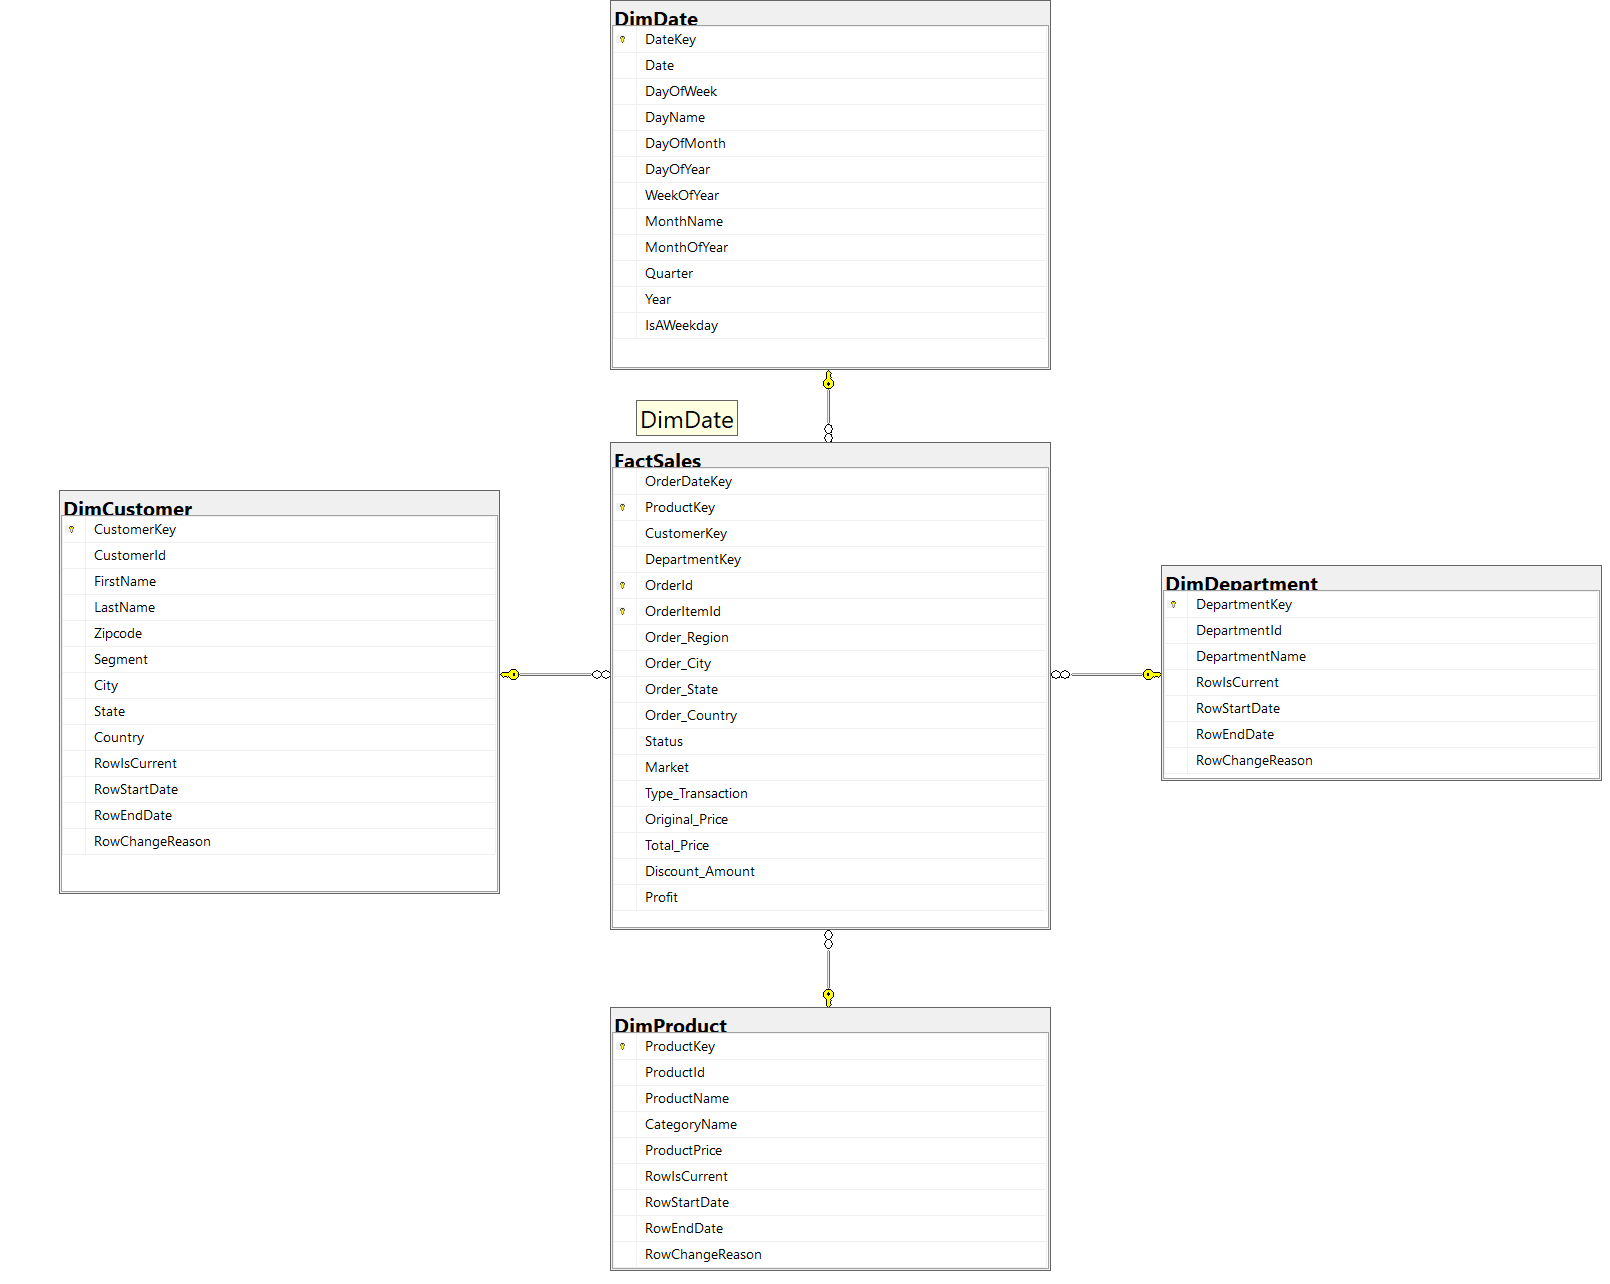 DimDate
DateKey
Date
DayOfWeek
DayName
DayOfMonth
DayOfYear
WeekOfYear
MonthName
MonthOfYear
Quarter
Year
IsAWeekday
DimDate
FactSales
OrderDateKey
ProductKey
CustomerKey
DepartmentKey
OrderId
OrderItemId
Order_Region
Order_City
Order_State
Order_Country
Status
Market
Type_Transaction
Original_Price
Total_Price
Discount_Amount
Profit
DimCustomer
CustomerKey
CustomerId
FirstName
LastName
Zipcode
Segment
City
State
Country
RowIsCurrent
RowStartDate
RowEndDate
RowChangeReason
DimDepartment
DepartmentKey
DepartmentId
DepartmentName
RowIsCurrent
RowStartDate
RowEndDate
RowChangeReason
DimProduct
ProductKey
ProductId
ProductName
CategoryName
ProductPrice
RowIsCurrent
RowStartDate
RowEndDate
RowChangeReason